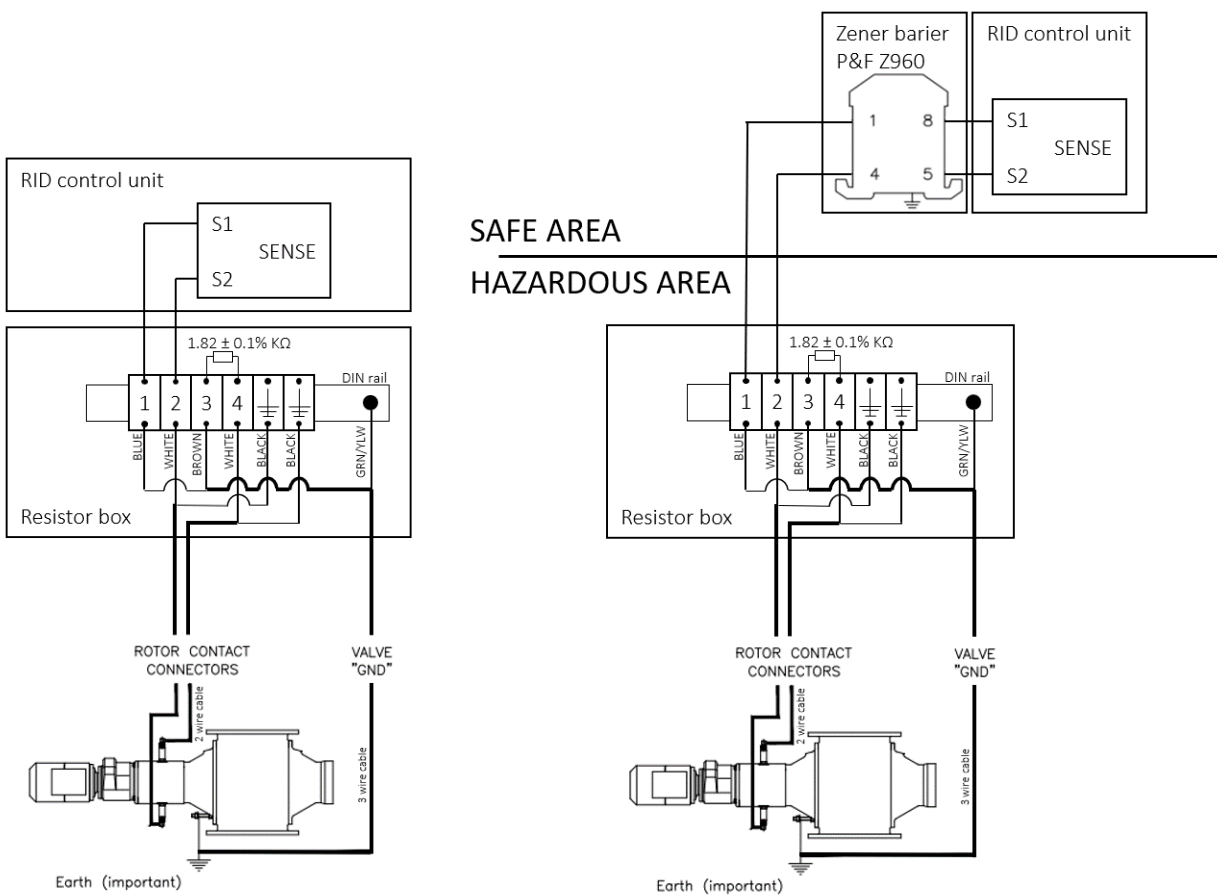 RID control unit
S1
SENSE
S2
1.82 ± 0.1% KΩ
DIN rail
1 2 3 4
BLUE
WHITE
BROWN
WHITE
BLACK
BLACK
GRN/YLW
Resistor box
ROTOR CONTACT
CONNECTORS
VALVE
"GND"
2 wire cable
3 wire cable
Earth (important)
Zener barier
P&F Z960
1 8
4 5
RID control unit
S1
SENSE
S2
SAFE AREA
HAZARDOUS AREA
1.82 ± 0.1% KΩ
DIN rail
1 2 3 4
BLUE
WHITE
BROWN
WHITE
BLACK
BLACK
GRN/YLW
Resistor box
ROTOR CONTACT
CONNECTORS
VALVE
"GND"
2 wire cable
3 wire cable
Earth (important)